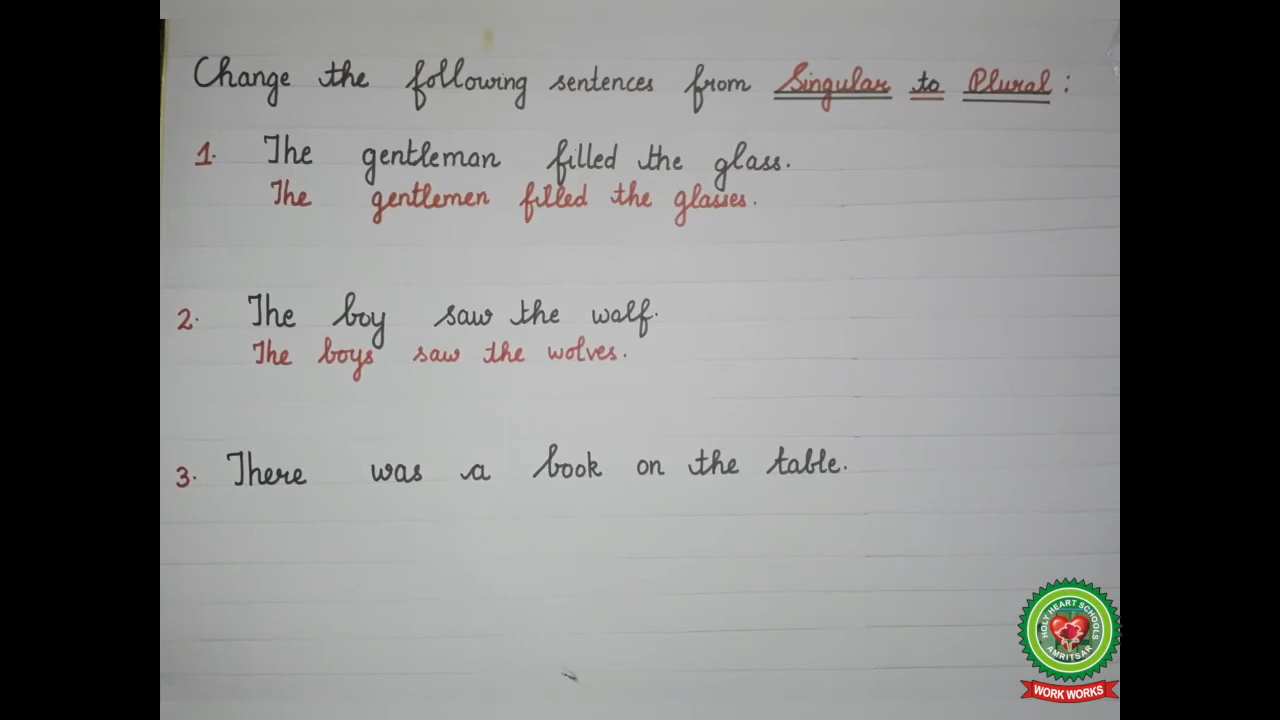 Change the following sentences from Singular to Plural:
1. The gentleman filled the glass.
The gentlemen filled the glasses.
2. The boy saw the walf.
The boys saw the wolves.
3. There was a book on the table.
HOLY HEART SCHOOLS
AMRITSAR
WORK WORKS